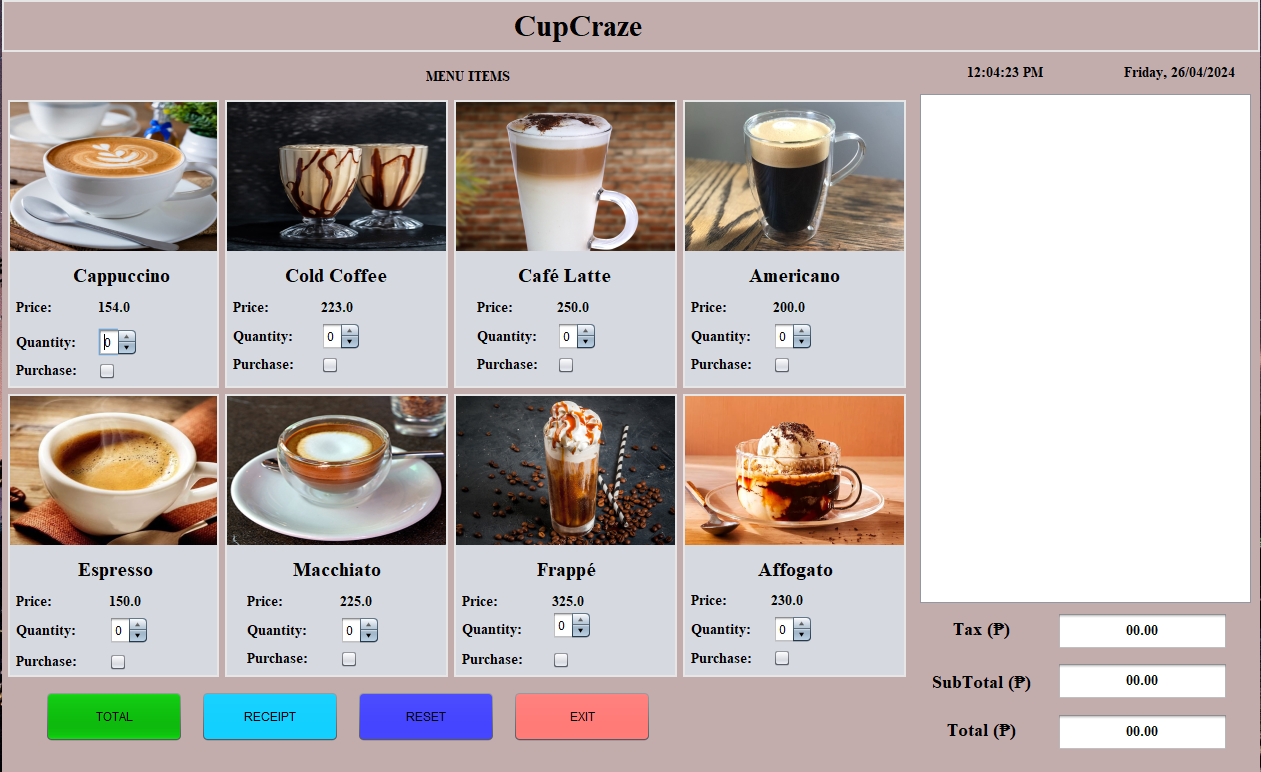 CupCraze
MENU ITEMS
12:04:23 PM Friday, 26/04/2024
Cappuccino
Price: 154.0
Quantity: 0
Purchase:
Cold Coffee
Price: 223.0
Quantity: 0
Purchase:
Café Latte
Price: 250.0
Quantity: 0
Purchase:
Americano
Price: 200.0
Quantity: 0
Purchase:
Espresso
Price: 150.0
Quantity: 0
Purchase:
Macchiato
Price: 225.0
Quantity: 0
Purchase:
Frappé
Price: 325.0
Quantity: 0
Purchase:
Affogato
Price: 230.0
Quantity: 0
Purchase:
Tax (₱) 00.00
SubTotal (₱) 00.00
Total (₱) 00.00
TOTAL RECEIPT RESET EXIT